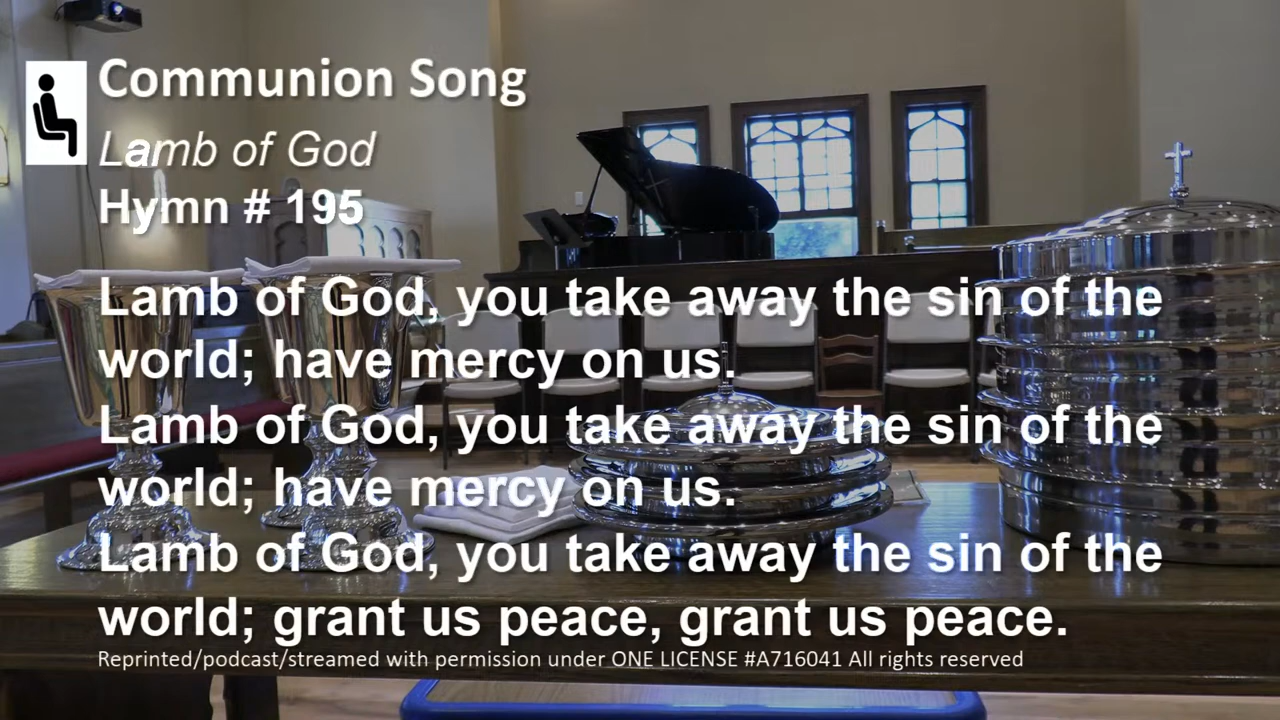 Communion Song
Lamb of God
Hymn # 195
Lamb of God, you take away the sin of the
world; have mercy on us.
Lamb of God, you take away the sin of the
world; have mercy on us.
Lamb of God, you take away the sin of the
world; grant us peace, grant us peace.
Reprinted/podcast/streamed with permission under ONE LICENSE #A716041 All rights reserved